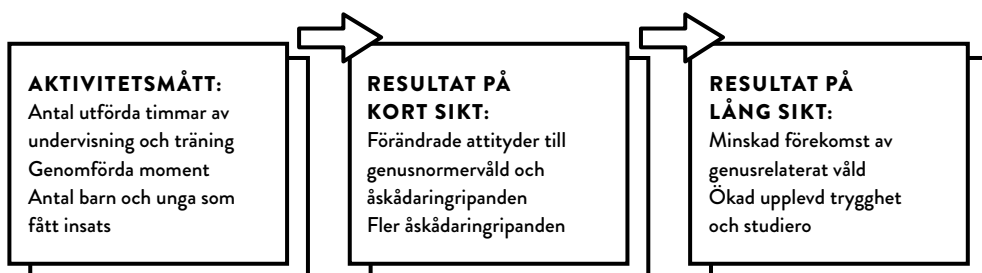 AKTIVITETSMÅTT:
Antal utförda timmar av
undervisning och träning
Genomförda moment
Antal barn och unga som
fått insats
RESULTAT PÅ
KORT SIKT:
Förändrade attityder till
genusnormervåld och
åskådaringripanden
Fler åskådaringripanden
RESULTAT PÅ
LÅNG SIKT:
Minskad förekomst av
genusrelaterat våld
Ökad upplevd trygghet
och studiero